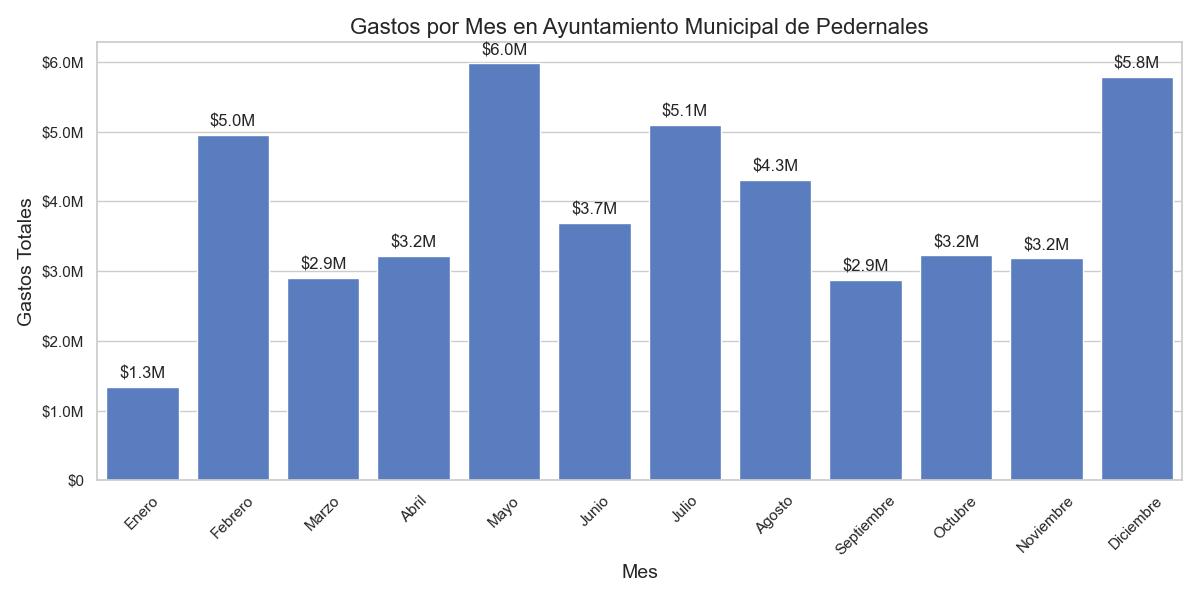 Gastos por Mes en Ayuntamiento Municipal de Pedernales
Gastos Totales
$6.0M
$5.0M
$4.0M
$3.0M
$2.0M
$1.0M
$0
$1.3M
$5.0M
$2.9M
$3.2M
$6.0M
$3.7M
$5.1M
$4.3M
$2.9M
$3.2M
$3.2M
$5.8M
Enero
Febrero
Marzo
Abril
Mayo
Junio
Julio
Agosto
Septiembre
Octubre
Noviembre
Diciembre
Mes